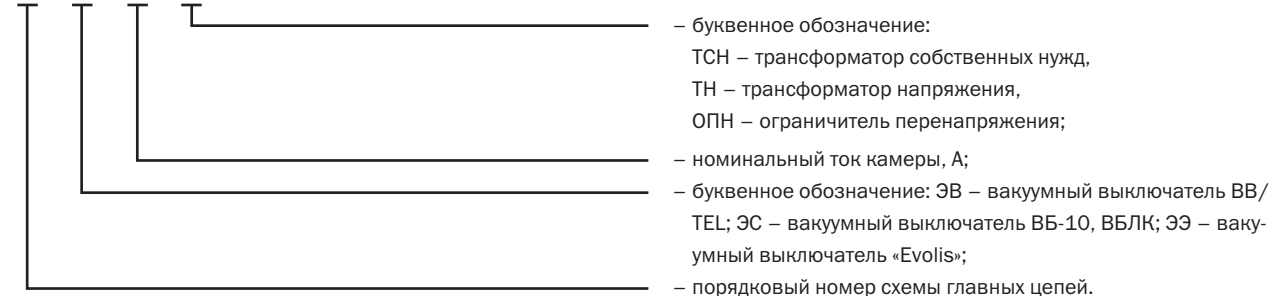 – буквенное обозначение:
ТСН – трансформатор собственных нужд,
ТН – трансформатор напряжения,
ОПН – ограничитель перенапряжения;
– номинальный ток камеры, А;
– буквенное обозначение: ЭВ – вакуумный выключатель ВВ/
TEL; ЭС – вакуумный выключатель ВБ-10, ВБЛК; ЭЭ – ваку-
умный выключатель «Evolis»;
– порядковый номер схемы главных цепей.